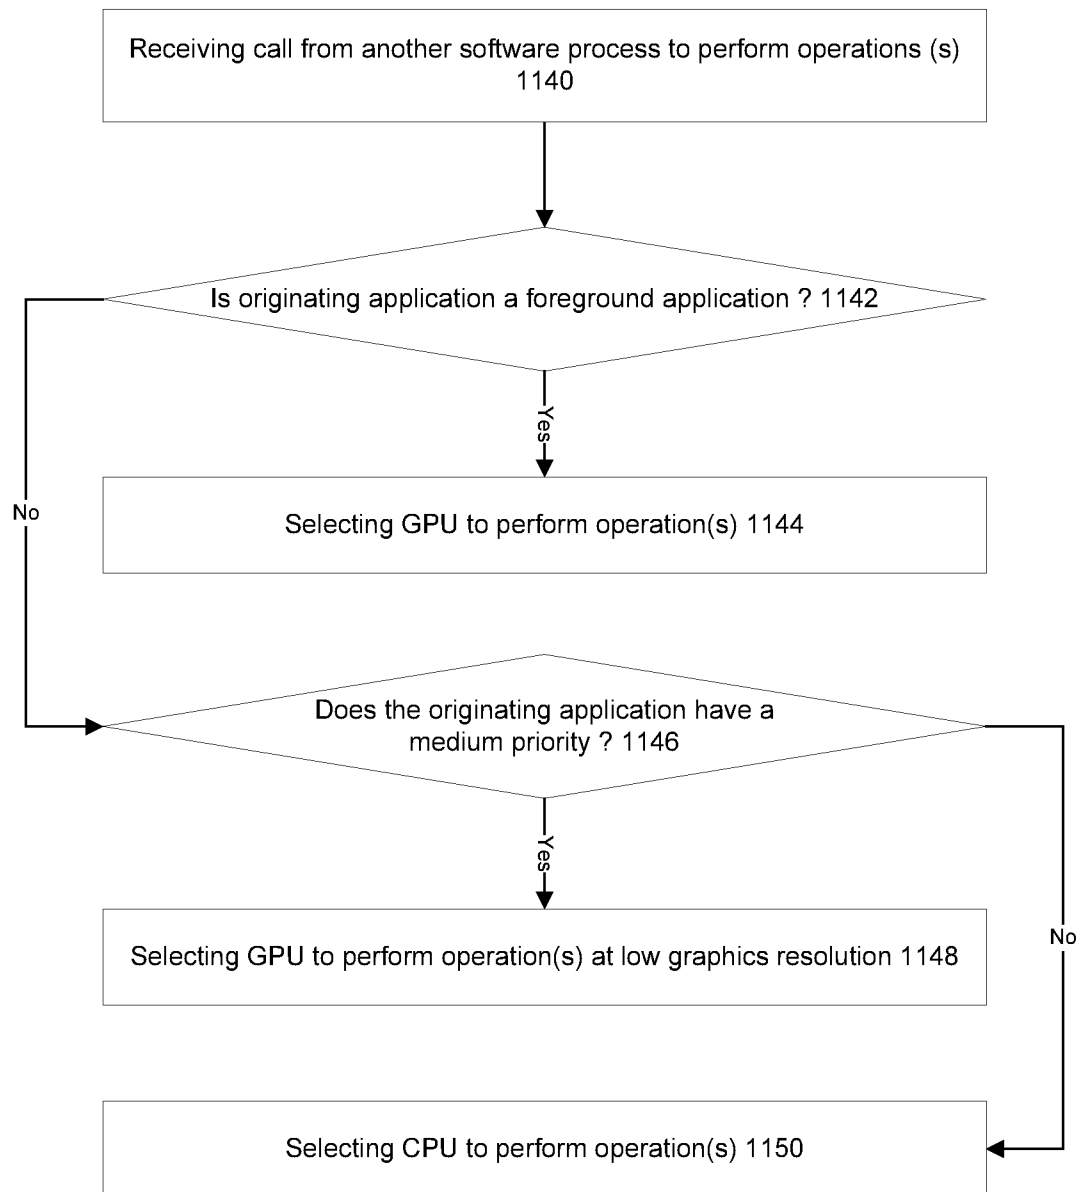 Receiving call from another software process to perform operations (s)
1140
Is originating application a foreground application ? 1142
Yes
Selecting GPU to perform operation(s) 1144
No
Does the originating application have a
medium priority ? 1146
Yes
Selecting GPU to perform operation(s) at low graphics resolution 1148
No
Selecting CPU to perform operation(s) 1150